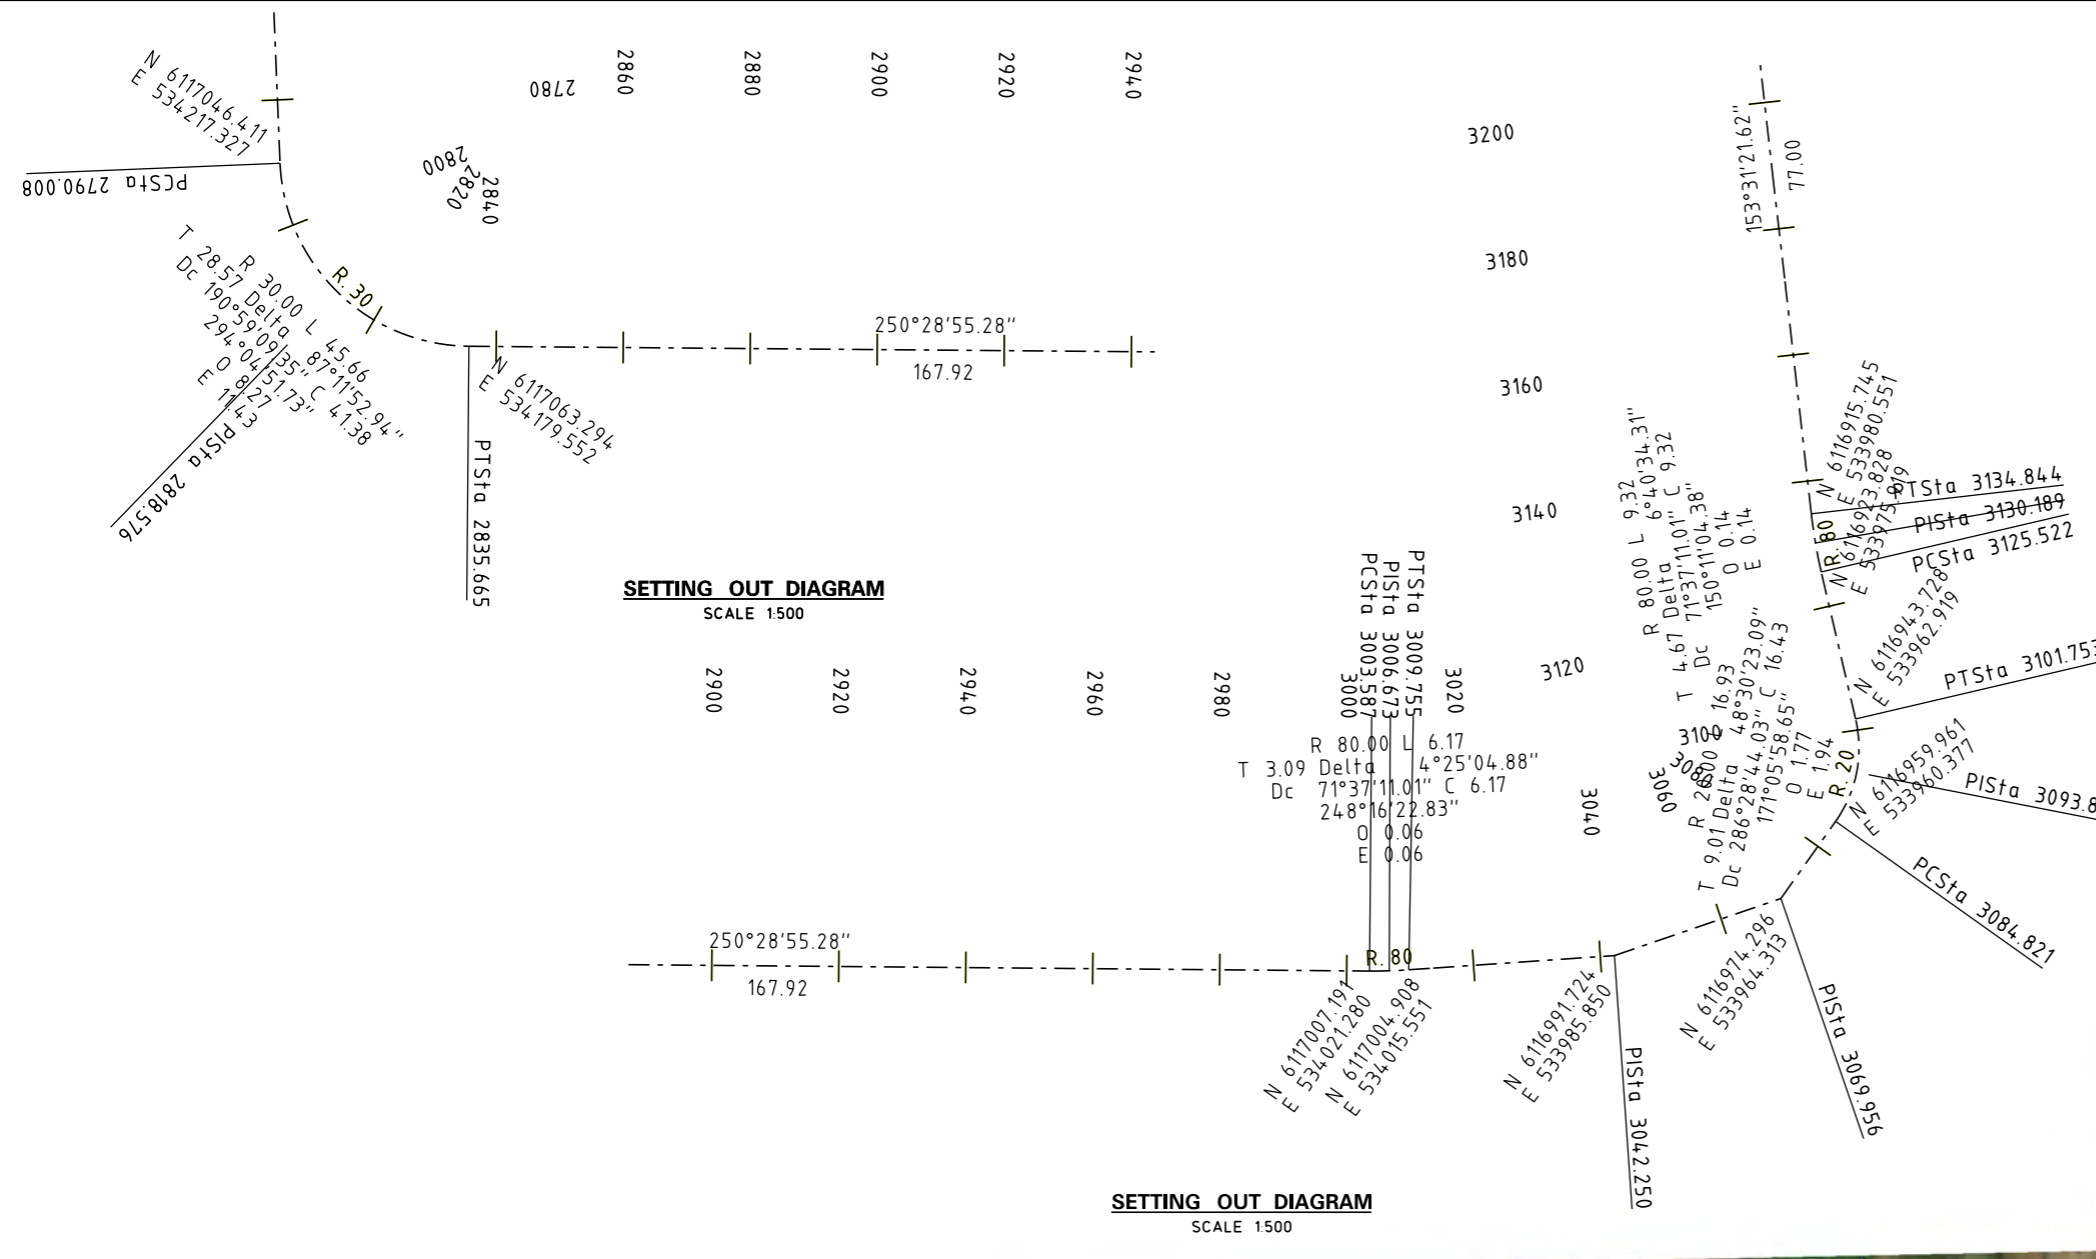 N 6117046.411
E 534217.327
PCSta 2790.008
2780
2800
2820
2840
2860
2880
2900
2920
2940
R 30.00 L 45.66
T 28.57 Delta 87°11'52.94"
Dc 190°59'09.35" C 41.38
294°04'51.73"
O 8.27
E 11.43
R. 30
PISta 2818.576
PTSta 2835.665
N 6117063.294
E 534179.552
250°28'55.28"
167.92
SETTING OUT DIAGRAM
SCALE 1:500
3200
3180
3160
3140
3120
3100
3080
3060
3040
153°31'21.62"
77.00
N 6116915.745
E 533980.551
PTSta 3134.844
PISta 3130.189
PCSta 3125.522
R. 80
N 6116923.828
E 533975.919
R 80.00 L 9.32
T 4.67 Delta 6°40'34.31"
Dc 71°37'11.01" C 9.32
150°11'04.38"
O 0.14
E 0.14
N 6116943.728
E 533962.919
PTSta 3101.753
R 20.00 L 16.93
T 9.01 Delta 48°30'23.09"
Dc 286°28'44.03" C 16.43
171°05'58.65"
O 1.77
E 1.94
R. 20
PISta 3093.8
N 6116959.961
E 533960.377
PCSta 3084.821
2900
2920
2940
2960
2980
3000
3020
PCSta 3003.587
PISta 3006.673
PTSta 3009.755
R 80.00 L 6.17
T 3.09 Delta 4°25'04.88"
Dc 71°37'11.01" C 6.17
248°16'22.83"
O 0.06
E 0.06
250°28'55.28"
167.92
R. 80
N 6117007.191
E 534021.280
N 6117004.908
E 534015.551
N 6116991.724
E 533985.850
PISta 3042.250
N 6116974.296
E 533964.313
PISta 3069.956
SETTING OUT DIAGRAM
SCALE 1:500